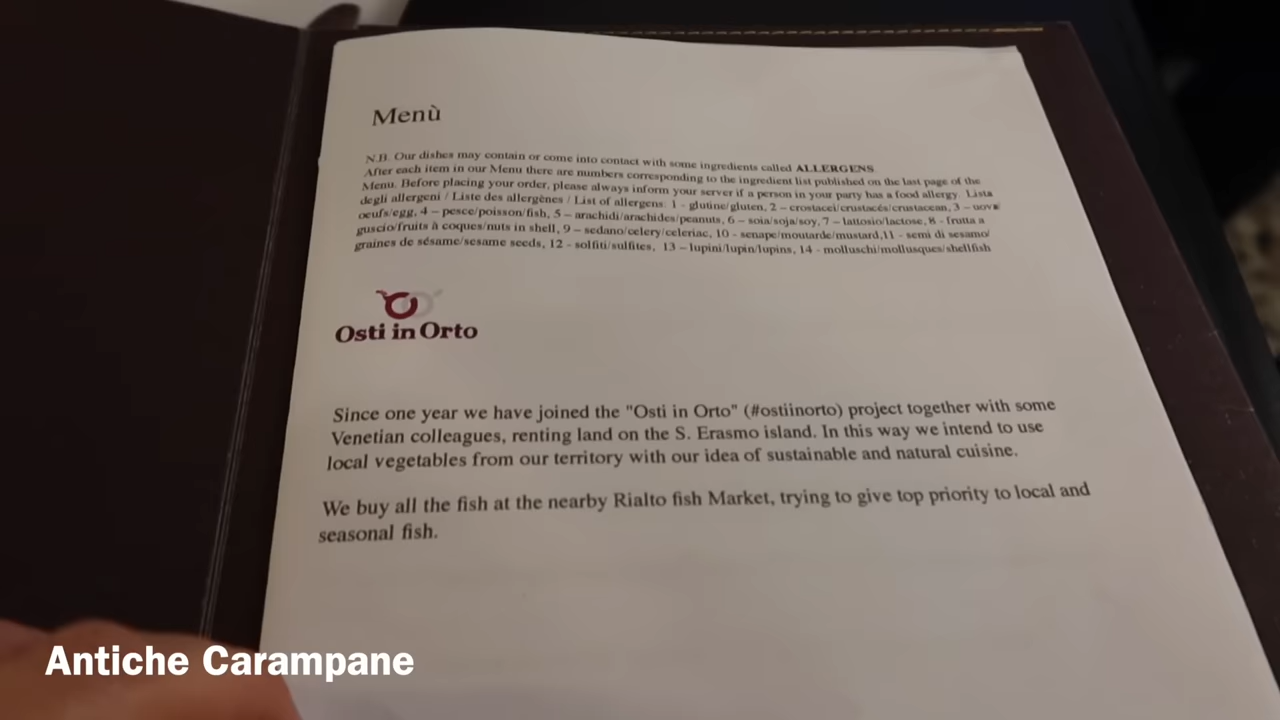 Menù
N.B. Our dishes may contain or come into contact with some ingredients called ALLERGENS
After each item in our Menu there are numbers corresponding to the ingredient list published on the last page of the
Menu. Before placing your order, please always inform your server if a person in your party has a food allergy. Lista
degli allergeni / Liste des allergènes / List of allergens: 1 - glutine/gluten, 2 – crostacei/crustacés/crustacean, 3 – uova/
oeufs/egg, 4 – pesce/poisson/fish, 5 – arachidi/arachides/peanuts, 6 – soia/soja/soy, 7 – lattosio/lactose, 8 - frutta a
guscio/fruits à coques/nuts in shell, 9 – sedano/celery/celeriac, 10 - senape/moutarde/mustard,11 - semi di sesamo/
graines de sésame/sesame seeds, 12 - solfiti/sulfites, 13 – lupini/lupin/lupins, 14 - molluschi/mollusques/shellfish
Osti in Orto
Since one year we have joined the "Osti in Orto" (#ostiinorto) project together with some
Venetian colleagues, renting land on the S. Erasmo island. In this way we intend to use
local vegetables from our territory with our idea of sustainable and natural cuisine.
We buy all the fish at the nearby Rialto fish Market, trying to give top priority to local and
seasonal fish.
Antiche Carampane